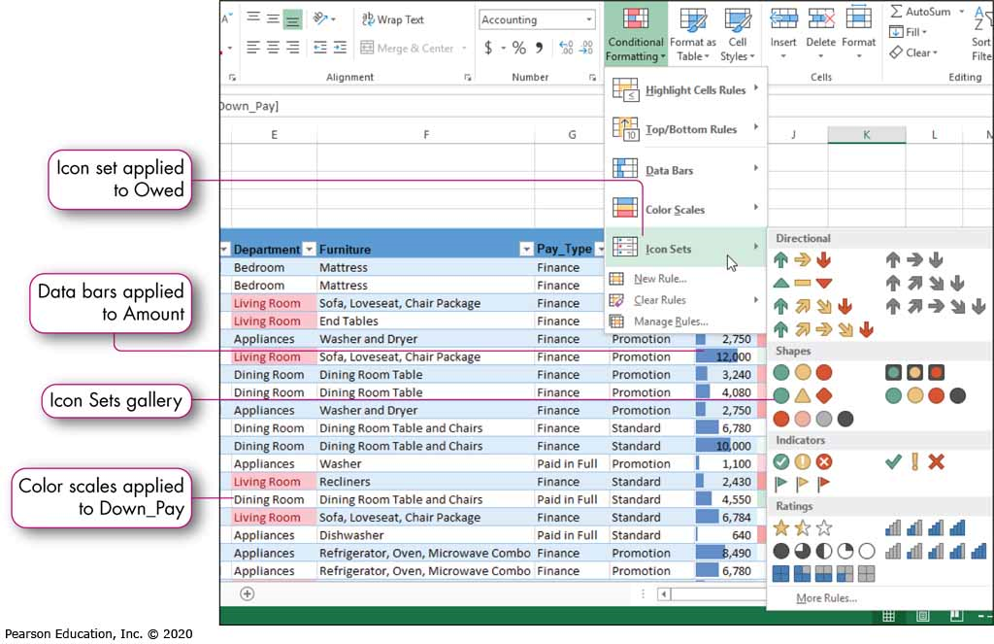 Wrap Text
Accounting
AutoSum
Fill
Clear
Merge & Center
$ - % ,
Conditional Formatting
Format as Table
Cell Styles
Insert
Delete
Format
Sort
Filte
Alignment
Number
Cells
Editing
Down_Pay]
E F G J K L
Highlight Cells Rules
Top/Bottom Rules
Data Bars
Color Scales
Icon Sets
New Rule...
Clear Rules
Manage Rules...
Icon set applied
to Owed
Data bars applied
to Amount
Icon Sets gallery
Color scales applied
to Down_Pay
Department Furniture Pay_Type
Bedroom Mattress Finance
Bedroom Mattress Finance
Living Room Sofa, Loveseat, Chair Package Finance
Living Room End Tables Finance
Appliances Washer and Dryer Finance Promotion 2,750
Living Room Sofa, Loveseat, Chair Package Finance Promotion 12,000
Dining Room Dining Room Table Finance Promotion 3,240
Dining Room Dining Room Table Finance Promotion 4,080
Appliances Washer and Dryer Finance Promotion 2,750
Dining Room Dining Room Table and Chairs Finance Standard 6,780
Dining Room Dining Room Table and Chairs Finance Standard 10,000
Appliances Washer Paid in Full Promotion 1,100
Living Room Recliners Finance Standard 2,430
Dining Room Dining Room Table and Chairs Paid in Full Standard 4,550
Living Room Sofa, Loveseat, Chair Package Finance Standard 6,784
Appliances Dishwasher Paid in Full Standard 640
Appliances Refrigerator, Oven, Microwave Combo Finance Promotion 8,490
Appliances Refrigerator, Oven, Microwave Combo Paid in Full Promotion 6,780
Directional
Shapes
Indicators
Ratings
More Rules...
Pearson Education, Inc. © 2020